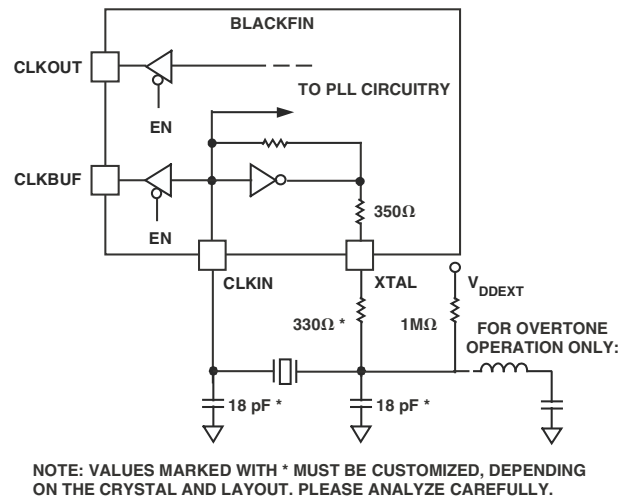 BLACKFIN
CLKOUT
TO PLL CIRCUITRY
EN
CLKBUF
350Ω
EN
CLKIN
XTAL
VDDEXT
330Ω *
1MΩ
FOR OVERTONE
OPERATION ONLY:
18 pF *
18 pF *
NOTE: VALUES MARKED WITH * MUST BE CUSTOMIZED, DEPENDING
ON THE CRYSTAL AND LAYOUT. PLEASE ANALYZE CAREFULLY.